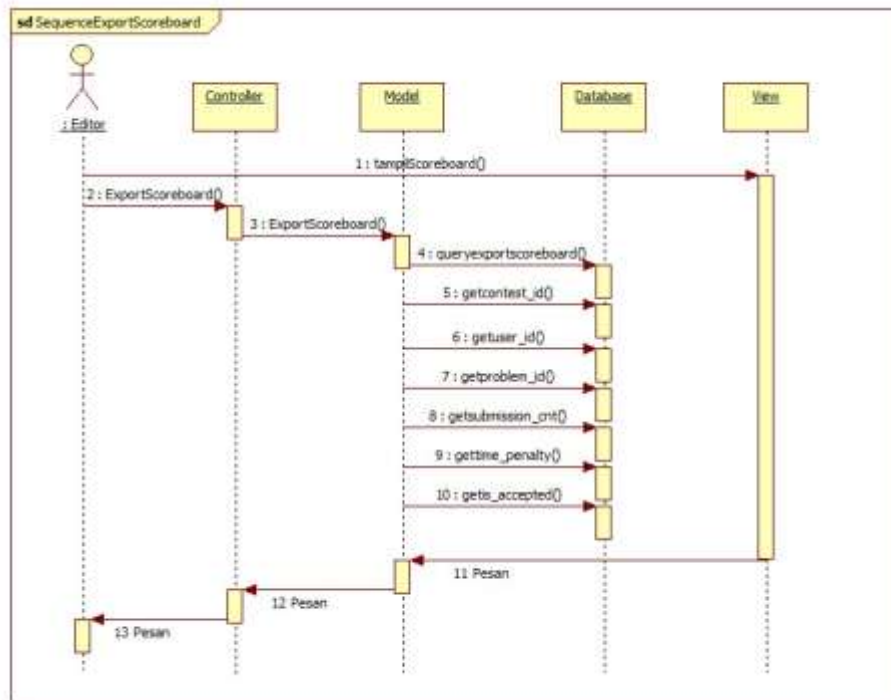 sd SequenceExportScoreboard
: Editor
Controller
Model
Database
View
1 : tampilScoreboard()
2 : ExportScoreboard()
3 : ExportScoreboard()
4 : queryexportscoreboard()
5 : getcontest_id()
6 : getuser_id()
7 : getproblem_id()
8 : getsubmission_cnt()
9 : gettime_penalty()
10 : getis_accepted()
11 Pesan
12 Pesan
13 Pesan